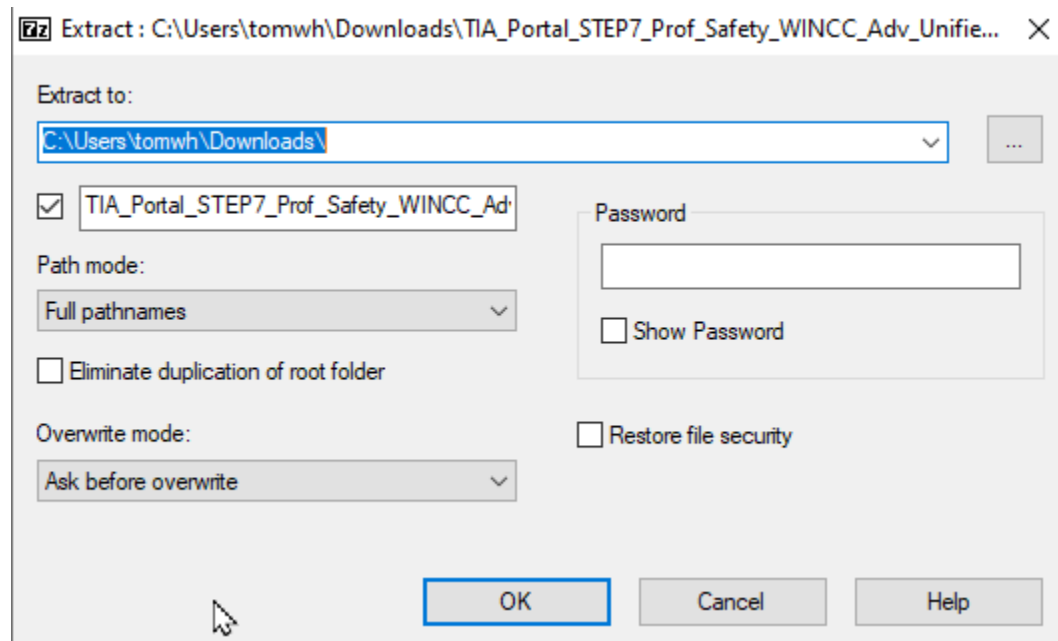 7z Extract : C:\Users\tomwh\Downloads\TIA_Portal_STEP7_Prof_Safety_WINCC_Adv_Unifie...
Extract to:
C:\Users\tomwh\Downloads\
...
TIA_Portal_STEP7_Prof_Safety_WINCC_Ad
Password
Path mode:
Full pathnames
Show Password
Eliminate duplication of root folder
Overwrite mode:
Restore file security
Ask before overwrite
OK
Cancel
Help